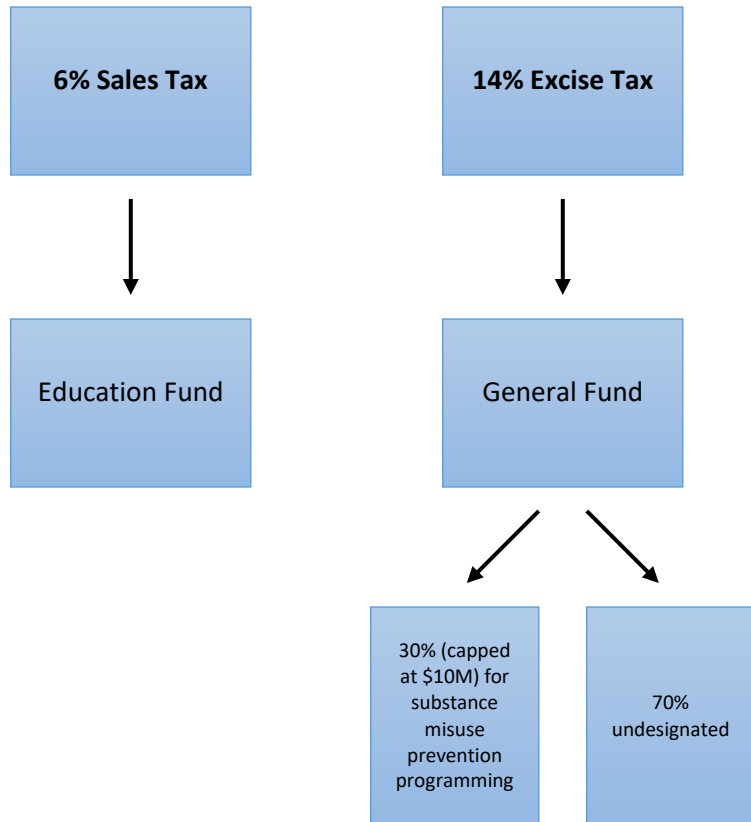 6% Sales Tax
14% Excise Tax
Education Fund
General Fund
30% (capped
at $10M) for
substance
misuse
prevention
programming
70%
undesignated